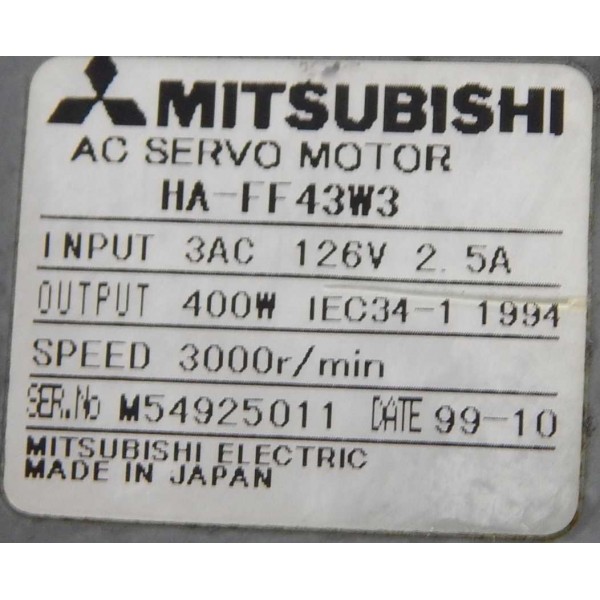 MITSUBISHI
AC SERVO MOTOR
HA-FF43W3
INPUT 3AC 126V 2.5A
OUTPUT 400W IEC34-1 1994
SPEED 3000r/min
SER.No M54925011 DATE 99-10
MITSUBISHI ELECTRIC
MADE IN JAPAN